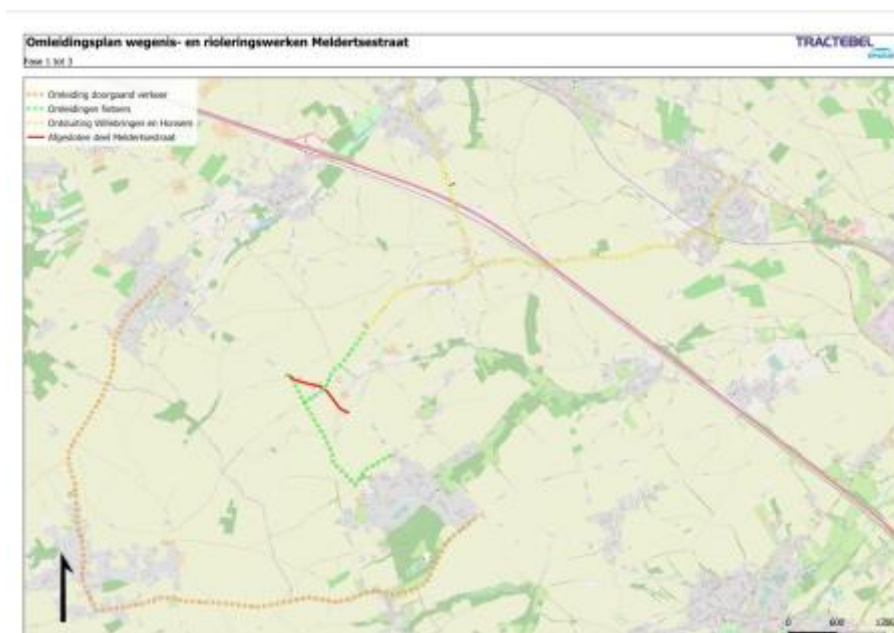 Omleidingsplan wegenis- en rioleringswerken Meldertsestraat
TRACTEBEL
Fase 1 tot 3
Omleiding doorgaand verkeer
Omleidingen fietsers
Ontsluiting Willebringen en Honsem
Afgesloten deel Meldertsestraat
0 600